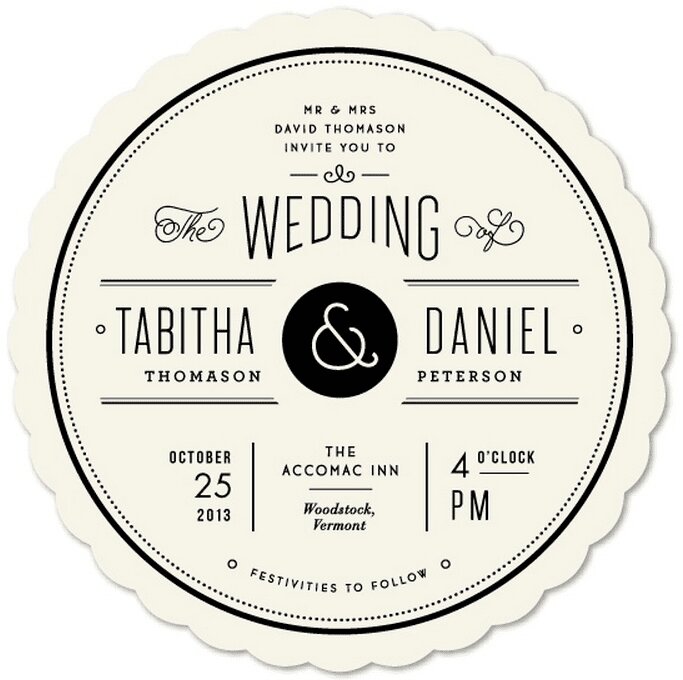 MR & MRS
DAVID THOMASON
INVITE YOU TO
The WEDDING of
TABITHA & DANIEL
THOMASON PETERSON
OCTOBER
25
2013
THE
ACCOMAC INN
Woodstock,
Vermont
4 O'CLOCK
PM
FESTIVITIES TO FOLLOW